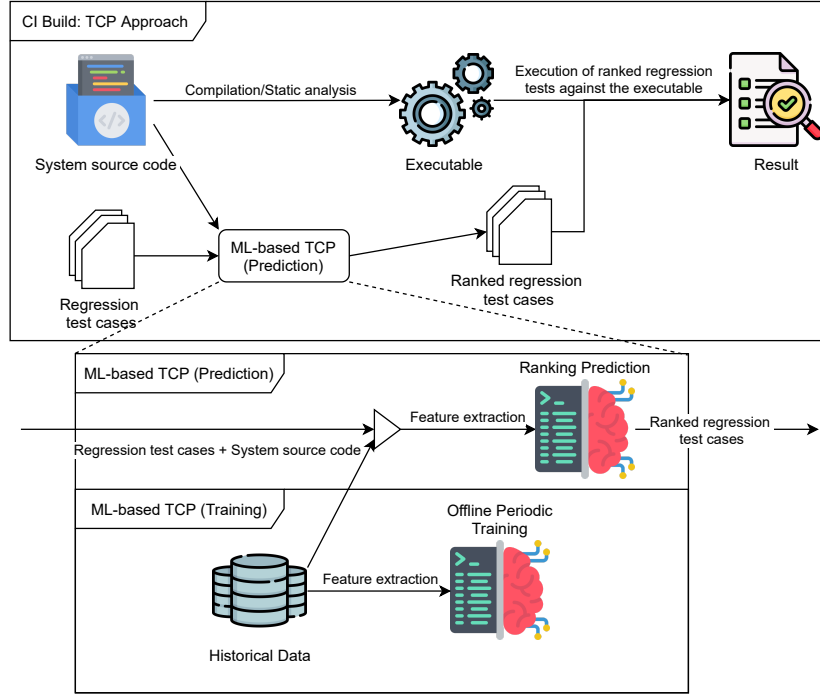 CI Build: TCP Approach
Compilation/Static analysis
Execution of ranked regression
tests against the executable
</>
System source code
Executable
Result
ML-based TCP
(Prediction)
Regression
test cases
Ranked regression
test cases
ML-based TCP (Prediction)
Ranking Prediction
>_
Feature extraction
Ranked regression
test cases
Regression test cases + System source code
ML-based TCP (Training)
Offline Periodic
Training
>_
Feature extraction
Historical Data